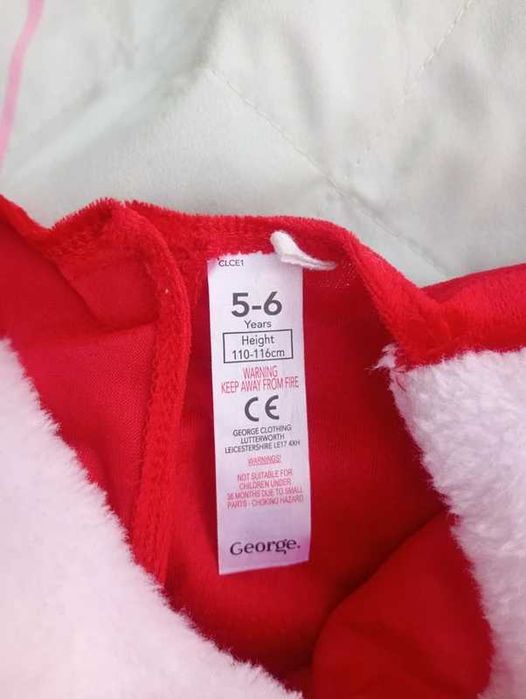 CLCE1
5-6
Years
Height
110-116cm
WARNING
KEEP AWAY FROM FIRE
CE
GEORGE CLOTHING
LUTTERWORTH
LEICESTERSHIRE LE17 4XH
WARNINGS!
NOT SUITABLE FOR
CHILDREN UNDER
36 MONTHS DUE TO SMALL
PARTS - CHOKING HAZARD
George.